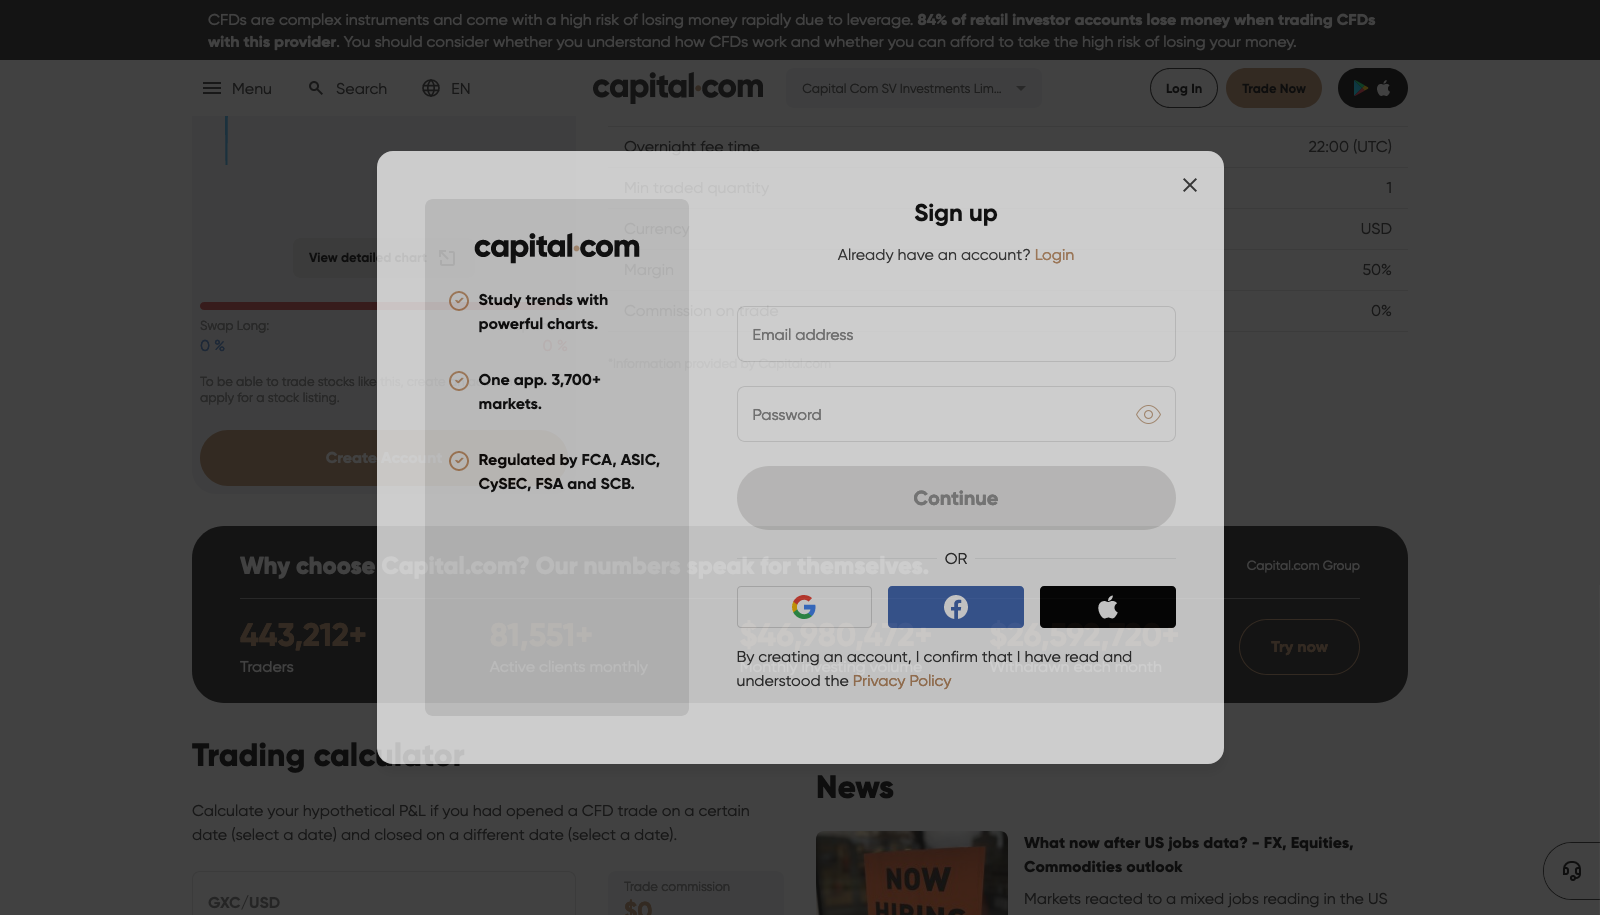 CFDs are complex instruments and come with a high risk of losing money rapidly due to leverage. 84% of retail investor accounts lose money when trading CFDs
with this provider. You should consider whether you understand how CFDs work and whether you can afford to take the high risk of losing your money.
Menu
Search
EN
capital.com
Capital Com SV Investments Lim...
Log In
Trade Now
Overnight fee time
22:00 (UTC)
Min traded quantity
1
Currency
USD
Margin
50%
Commission on trade
0%
*Information provided by Capital.com
View detailed chart
Swap Long:
0 %
0 %
To be able to trade stocks like this, create
apply for a stock listing.
Create Account
Sign up
Already have an account? Login
capital.com
Study trends with
powerful charts.
One app. 3,700+
markets.
Regulated by FCA, ASIC,
CySEC, FSA and SCB.
Email address
Password
Continue
OR
By creating an account, I confirm that I have read and
understood the Privacy Policy
Why choose Capital.com? Our numbers speak for themselves.
Capital.com Group
443,212+
Traders
81,551+
Active clients monthly
$46,980,472+
Monthly investing volume
$26,592,720+
Withdrawn each month
Try now
Trading calculator
Calculate your hypothetical P&L if you had opened a CFD trade on a certain
date (select a date) and closed on a different date (select a date).
GXC/USD
Trade commission
$0
News
NOW
HIRING
What now after US jobs data? - FX, Equities,
Commodities outlook
Markets reacted to a mixed jobs reading in the US